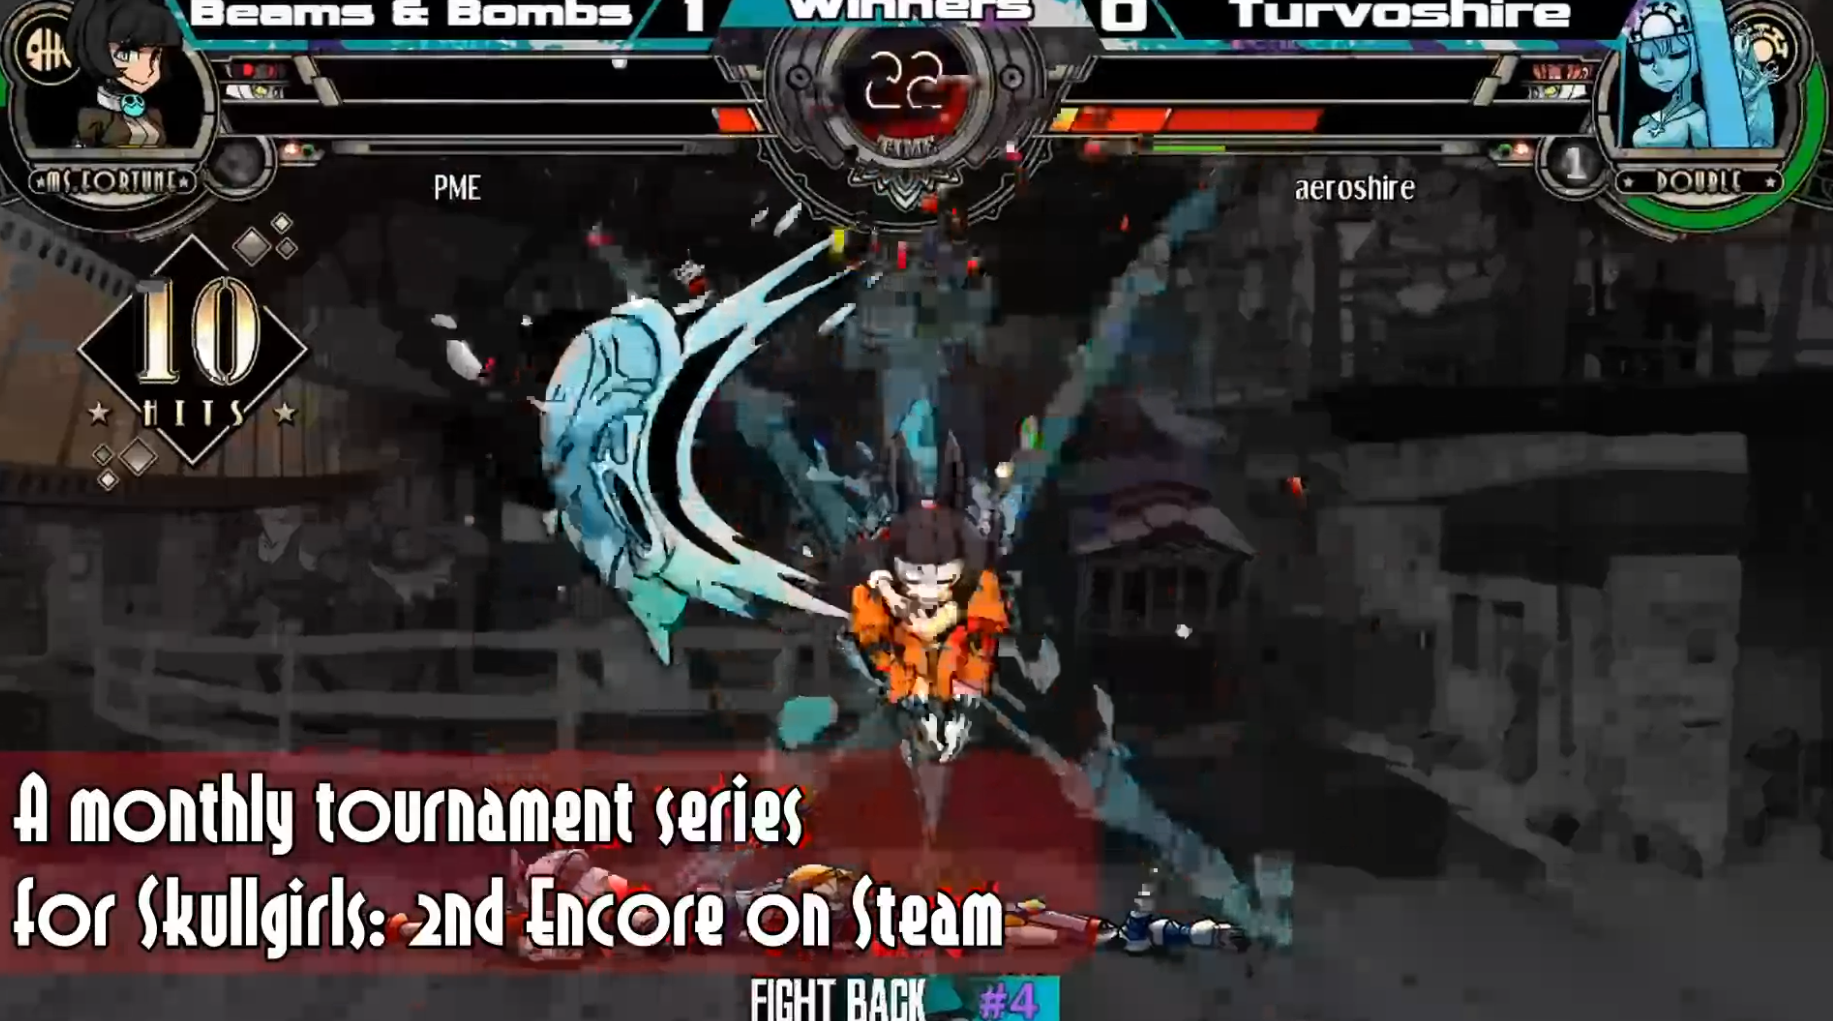 Beams & Bombs 1 Winners 0 Turvoshire
22
TIME
MS. FORTUNE
PME
aeroshire
1
DOUBLE
10
HITS
A monthly tournament series
for Skullgirls: 2nd Encore on Steam
FIGHT BACK #4